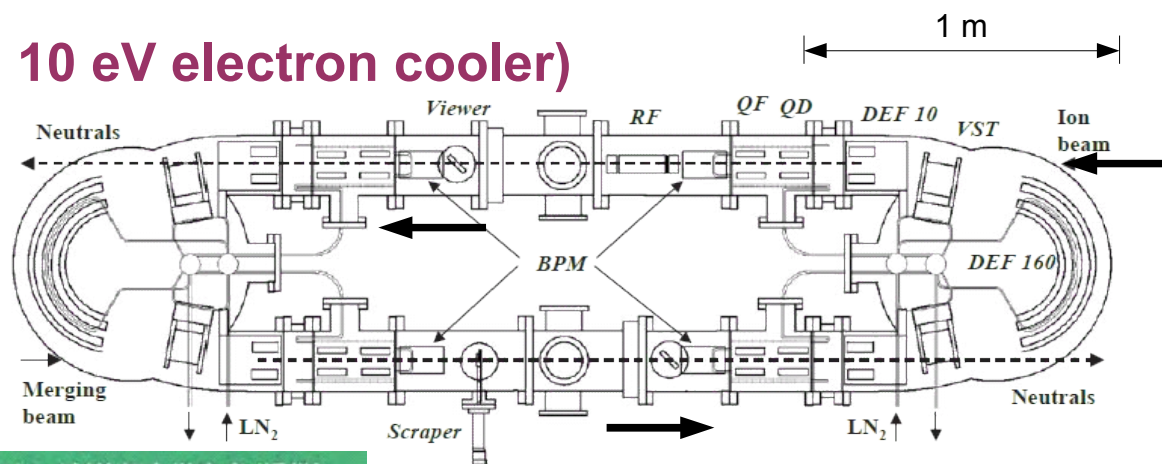 1 m
10 eV electron cooler)
Viewer
RF
QF QD
DEF 10
VST
Ion
beam
Neutrals
BPM
DEF 160
Merging
beam
LN2
Scraper
LN2
Neutrals